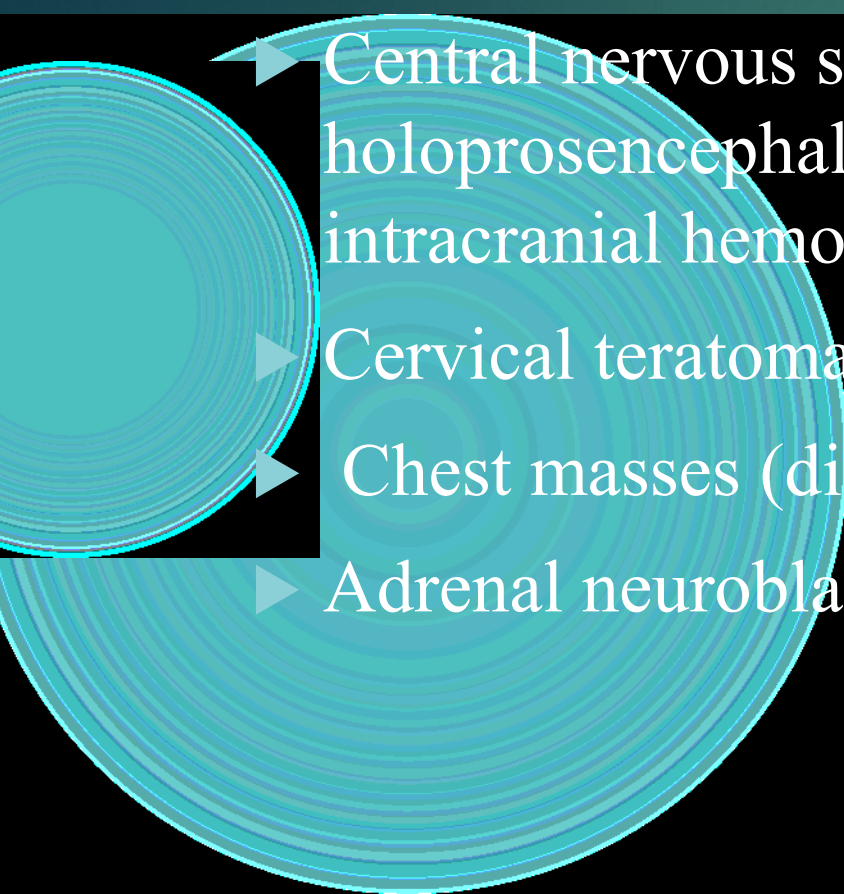 Central nervous s
holoprosencephal
intracranial hemo
Cervical teratoma
Chest masses (di
Adrenal neurobla